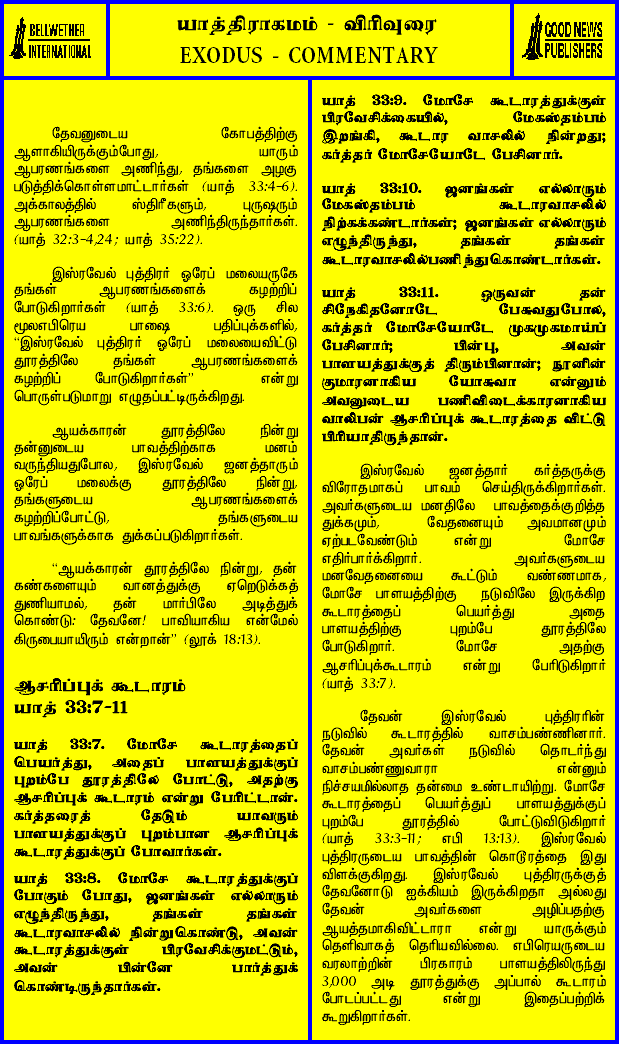 BELLWETHER
INTERNATIONAL
யாத்திராகமம் - விரிவுரை
EXODUS - COMMENTARY
GOOD NEWS
PUBLISHERS
தேவனுடைய கோபத்திற்கு
ஆளாகியிருக்கும்போது, யாரும்
ஆபரணங்களை அணிந்து, தங்களை அழகு
படுத்திக்கொள்ளமாட்டார்கள் (யாத் 33:4-6).
அக்காலத்தில் ஸ்திரீகளும், புருஷரும்
ஆபரணங்களை அணிந்திருந்தார்கள்.
(யாத் 32:3-4,24; யாத் 35:22).
இஸ்ரவேல் புத்திரர் ஓரேப் மலையருகே
தங்கள் ஆபரணங்களைக் கழற்றிப்
போடுகிறார்கள் (யாத் 33:6). ஒரு சில
மூலஎபிரெய பாஷை பதிப்புக்களில்,
“இஸ்ரவேல் புத்திரர் ஓரேப் மலையைவிட்டு
தூரத்திலே தங்கள் ஆபரணங்களைக்
கழற்றிப் போடுகிறார்கள்” என்று
பொருள்படுமாறு எழுதப்பட்டிருக்கிறது.
ஆயக்காரன் தூரத்திலே நின்று
தன்னுடைய பாவத்திற்காக மனம்
வருந்தியதுபோல, இஸ்ரவேல் ஜனத்தாரும்
ஓரேப் மலைக்கு தூரத்திலே நின்று,
தங்களுடைய ஆபரணங்களைக்
கழற்றிப்போட்டு, தங்களுடைய
பாவங்களுக்காக துக்கப்படுகிறார்கள்.
“ஆயக்காரன் தூரத்திலே நின்று, தன்
கண்களையும் வானத்துக்கு ஏறெடுக்கத்
துணியாமல், தன் மார்பிலே அடித்துக்
கொண்டு: தேவனே! பாவியாகிய என்மேல்
கிருபையாயிரும் என்றான்” (லூக் 18:13).
ஆசரிப்புக் கூடாரம்
யாத் 33:7-11
யாத் 33:7. மோசே கூடாரத்தைப்
பெயர்த்து, அதைப் பாளயத்துக்குப்
புறம்பே தூரத்திலே போட்டு, அதற்கு
ஆசரிப்புக் கூடாரம் என்று பேரிட்டான்.
கர்த்தரைத் தேடும் யாவரும்
பாளயத்துக்குப் புறம்பான ஆசரிப்புக்
கூடாரத்துக்குப் போவார்கள்.
யாத் 33:8. மோசே கூடாரத்துக்குப்
போகும் போது, ஜனங்கள் எல்லாரும்
எழுந்திருந்து, தங்கள் தங்கள்
கூடாரவாசலில் நின்றுகொண்டு, அவன்
கூடாரத்துக்குள் பிரவேசிக்குமட்டும்,
அவன் பின்னே பார்த்துக்
கொண்டிருந்தார்கள்.
யாத் 33:9. மோசே கூடாரத்துக்குள்
பிரவேசிக்கையில், மேகஸ்தம்பம்
இறங்கி, கூடார வாசலில் நின்றது;
கர்த்தர் மோசேயோடே பேசினார்.
யாத் 33:10. ஜனங்கள் எல்லாரும்
மேகஸ்தம்பம் கூடாரவாசலில்
நிற்கக்கண்டார்கள்; ஜனங்கள் எல்லாரும்
எழுந்திருந்து, தங்கள் தங்கள்
கூடாரவாசலில்பணிந்துகொண்டார்கள்.
யாத் 33:11. ஒருவன் தன்
சிநேகிதனோடே பேசுவதுபோல,
கர்த்தர் மோசேயோடே முகமுகமாய்ப்
பேசினார்; பின்பு, அவன்
பாளயத்துக்குத் திரும்பினான்; நூனின்
குமாரனாகிய யோசுவா என்னும்
அவனுடைய பணிவிடைக்காரனாகிய
வாலிபன் ஆசரிப்புக் கூடாரத்தை விட்டு
பிரியாதிருந்தான்.
இஸ்ரவேல் ஜனத்தார் கர்த்தருக்கு
விரோதமாகப் பாவம் செய்திருக்கிறார்கள்.
அவர்களுடைய மனதிலே பாவத்தைக்குறித்த
துக்கமும், வேதனையும் அவமானமும்
ஏற்படவேண்டும் என்று மோசே
எதிர்பார்க்கிறார். அவர்களுடைய
மனவேதனையை கூட்டும் வண்ணமாக,
மோசே பாளயத்திற்கு நடுவிலே இருக்கிற
கூடாரத்தைப் பெயர்த்து அதை
பாளயத்திற்கு புறம்பே தூரத்திலே
போடுகிறார். மோசே அதற்கு
ஆசரிப்புக்கூடாரம் என்று பேரிடுகிறார்
(யாத் 33:7).
தேவன் இஸ்ரவேல் புத்திரரின்
நடுவில் கூடாரத்தில் வாசம்பண்ணினார்.
தேவன் அவர்கள் நடுவில் தொடர்ந்து
வாசம்பண்ணுவாரா என்னும்
நிச்சயமில்லாத தன்மை உண்டாயிற்று. மோசே
கூடாரத்தைப் பெயர்த்துப் பாளயத்துக்குப்
புறம்பே தூரத்தில் போட்டுவிடுகிறார்
(யாத் 33:3-11; எபி 13:13). இஸ்ரவேல்
புத்திரருடைய பாவத்தின் கொடூரத்தை இது
விளக்குகிறது. இஸ்ரவேல் புத்திரருக்குத்
தேவனோடு ஐக்கியம் இருக்கிறதா அல்லது
தேவன் அவர்களை அழிப்பதற்கு
ஆயத்தமாகிவிட்டாரா என்று யாருக்கும்
தெளிவாகத் தெரியவில்லை. எபிரெயருடைய
வரலாற்றின் பிரகாரம் பாளயத்திலிருந்து
3,000 அடி தூரத்துக்கு அப்பால் கூடாரம்
போடப்பட்டது என்று இதைப்பற்றிக்
கூறுகிறார்கள்.